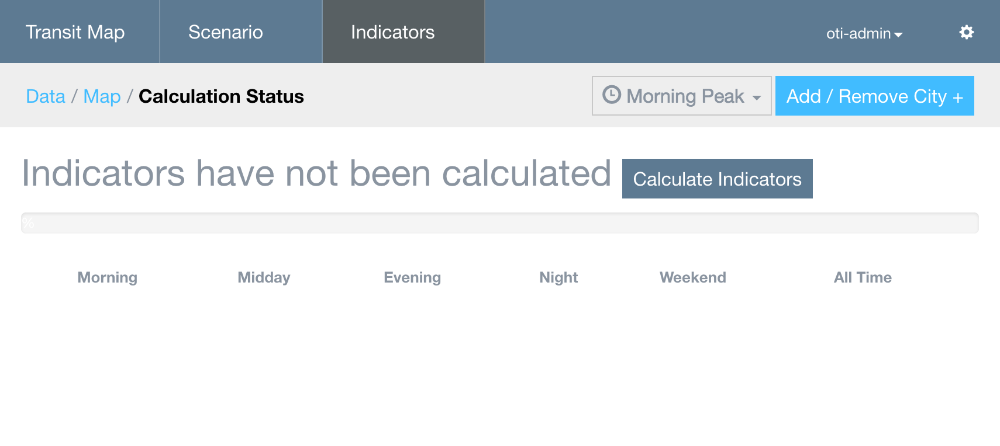 Transit Map Scenario Indicators oti-admin
Data / Map / Calculation Status Morning Peak Add / Remove City +
Indicators have not been calculated Calculate Indicators
%
Morning Midday Evening Night Weekend All Time